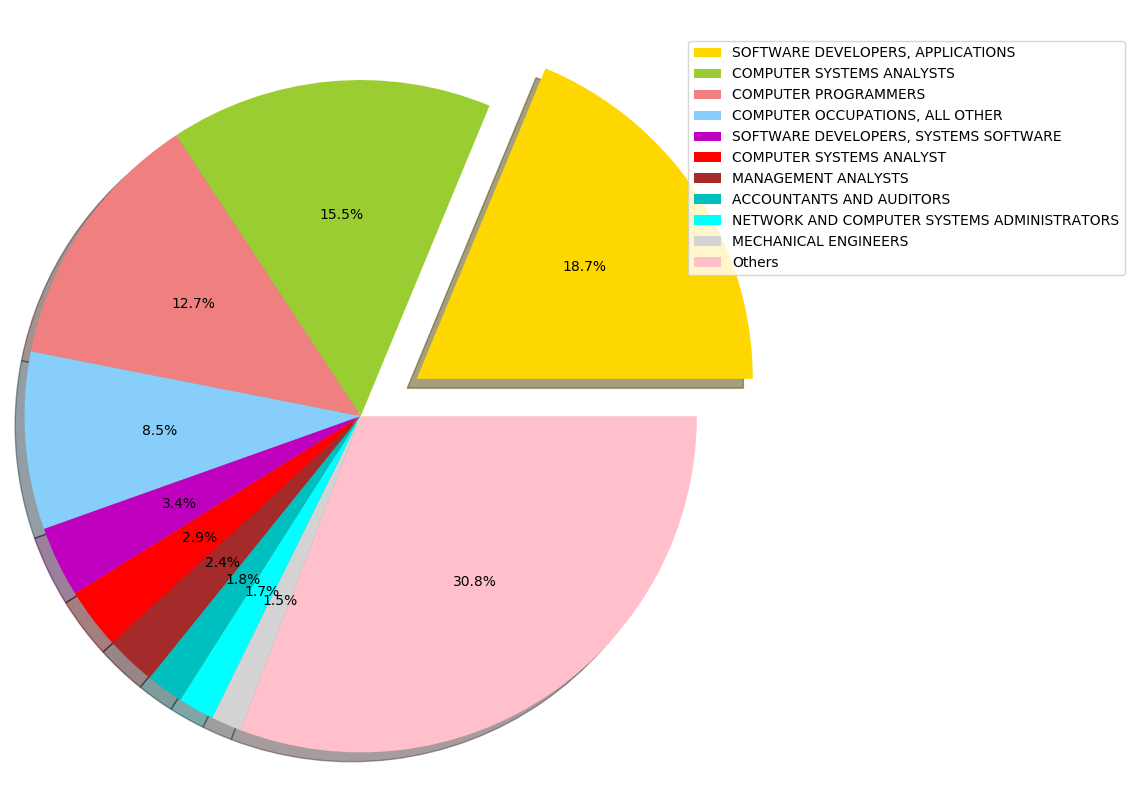 SOFTWARE DEVELOPERS, APPLICATIONS
COMPUTER SYSTEMS ANALYSTS
COMPUTER PROGRAMMERS
COMPUTER OCCUPATIONS, ALL OTHER
SOFTWARE DEVELOPERS, SYSTEMS SOFTWARE
COMPUTER SYSTEMS ANALYST
MANAGEMENT ANALYSTS
ACCOUNTANTS AND AUDITORS
NETWORK AND COMPUTER SYSTEMS ADMINISTRATORS
MECHANICAL ENGINEERS
Others
18.7%
15.5%
12.7%
8.5%
3.4%
2.9%
2.4%
1.8%
1.7%
1.5%
30.8%